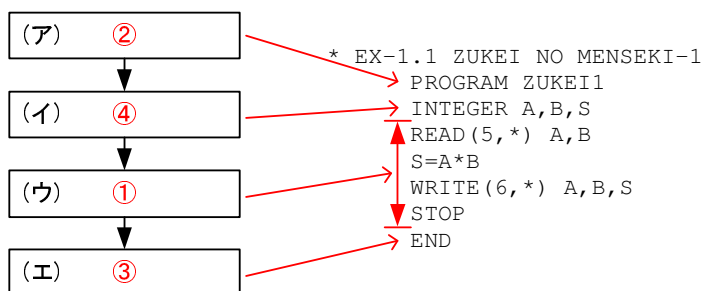 (ア) ②
(イ) ④
(ウ) ①
(エ) ③
* EX-1.1 ZUKEI NO MENSEKI-1
PROGRAM ZUKEI1
INTEGER A,B,S
READ(5,*) A,B
S=A*B
WRITE(6,*) A,B,S
STOP
END